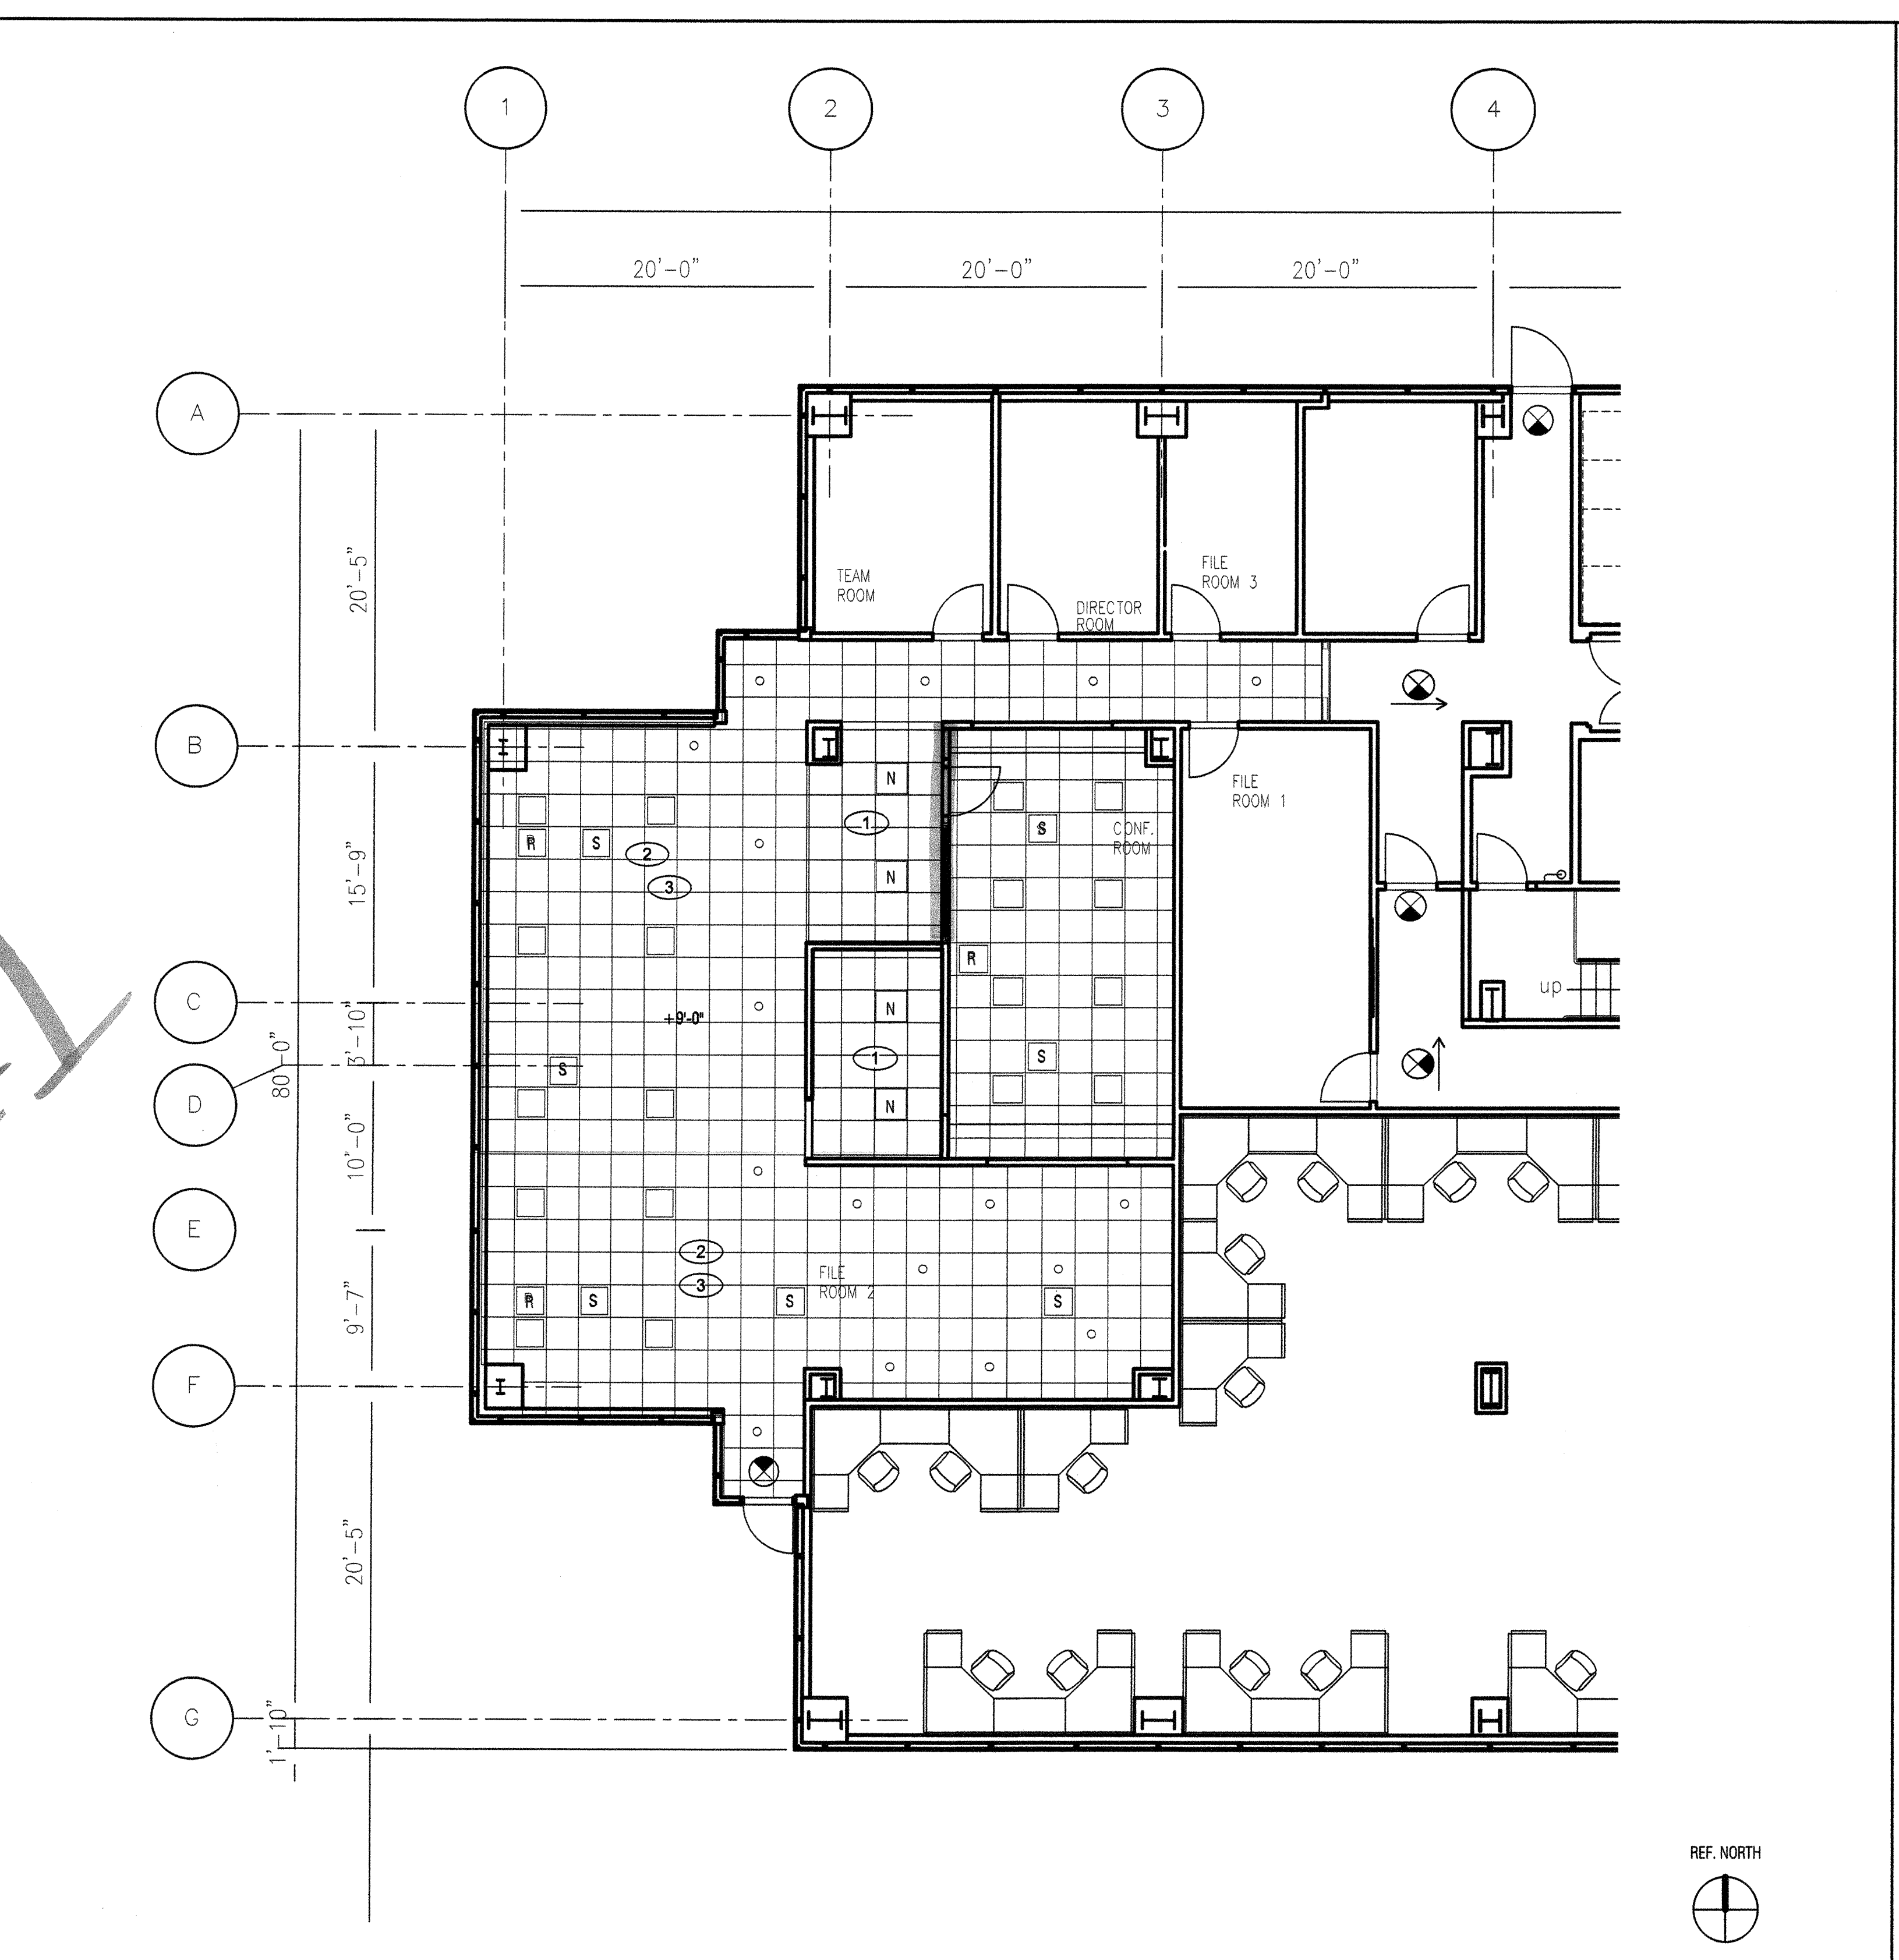 1
2
3
4
20'-0"
20'-0"
20'-0"
A
20'-5"
TEAM
ROOM
DIRECTOR
ROOM
FILE
ROOM 3
B
N
1
R
S
2
3
N
S
CONF.
ROOM
FILE
ROOM 1
15'-9"
R
C
+9'-0"
N
up
3'-10"
80'-0"
S
1
S
D
N
10'-0"
E
2
3
FILE
ROOM 2
R
S
S
S
9'-7"
F
20'-5"
G
1'-10"
REF. NORTH